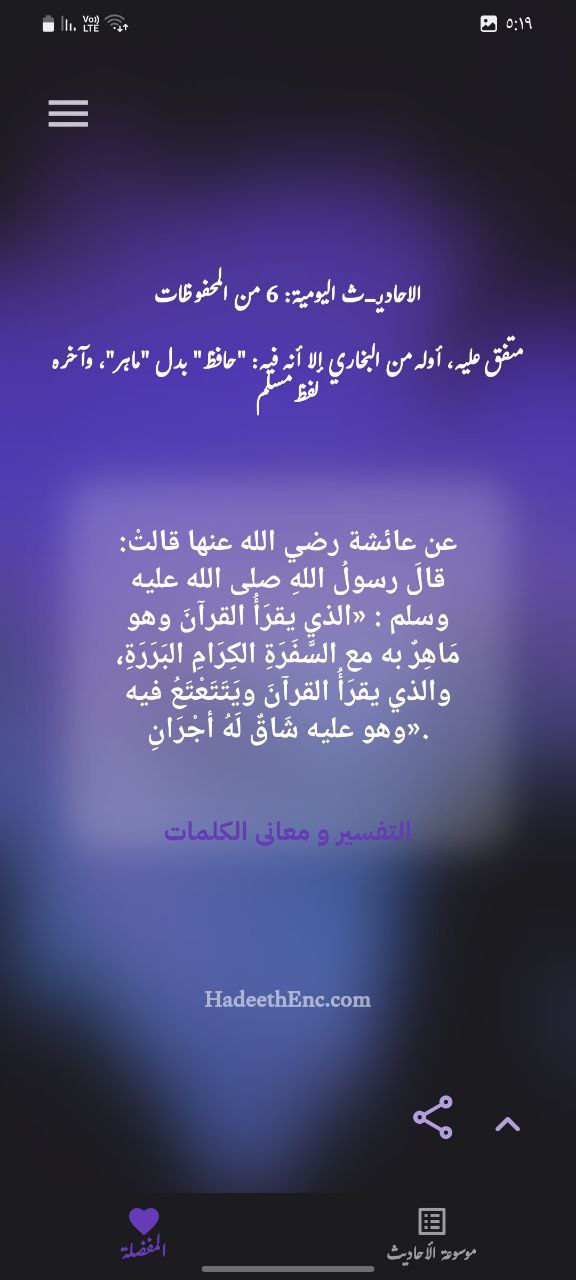 Vo)) LTE
٥:١٩
الاحاديـث اليومية: 6 من المحفوظات
متفق عليه، أوله من البخاري إلا أنه فيه: "حافظ" بدل "ماهر"، وآخره
لفظ مسلم
عن عائشة رضي الله عنها قالتْ:
قالَ رسولُ اللهِ صلى الله عليه
وسلم : «الذي يقرَأُ القرآنَ وهو
مَاهِرٌ به مع السَّفَرَةِ الكِرَامِ البَرَرَةِ،
والذي يقرَأُ القرآنَ ويَتَتَعْتَعُ فيه
وهو عليه شَاقٌ لَهُ أجْرَانِ».
التفسير و معانى الكلمات
HadeethEnc.com
موسوعة الأحاديث
المفضلة